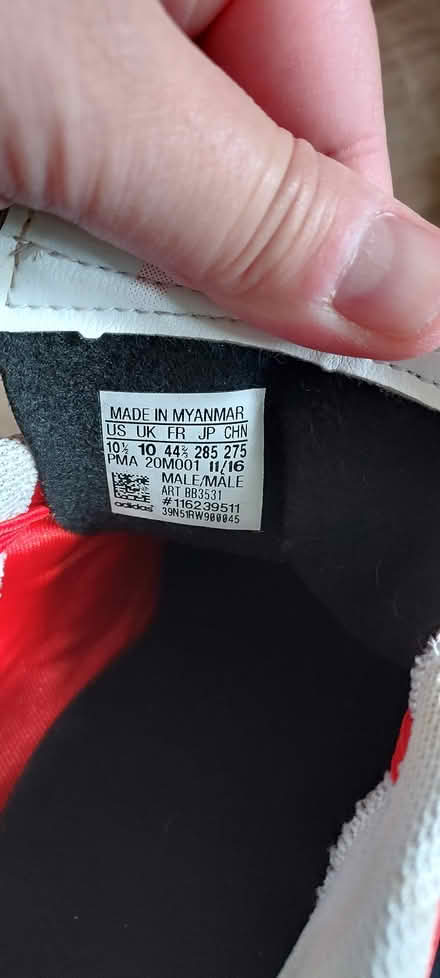 MADE IN MYANMAR
US UK FR JP CHN
10½ 10 44⅔ 285 275
PMA 20M001 11/16
MALE/MALE
ART BB3531
#116239511
adidas 39N51RW900045